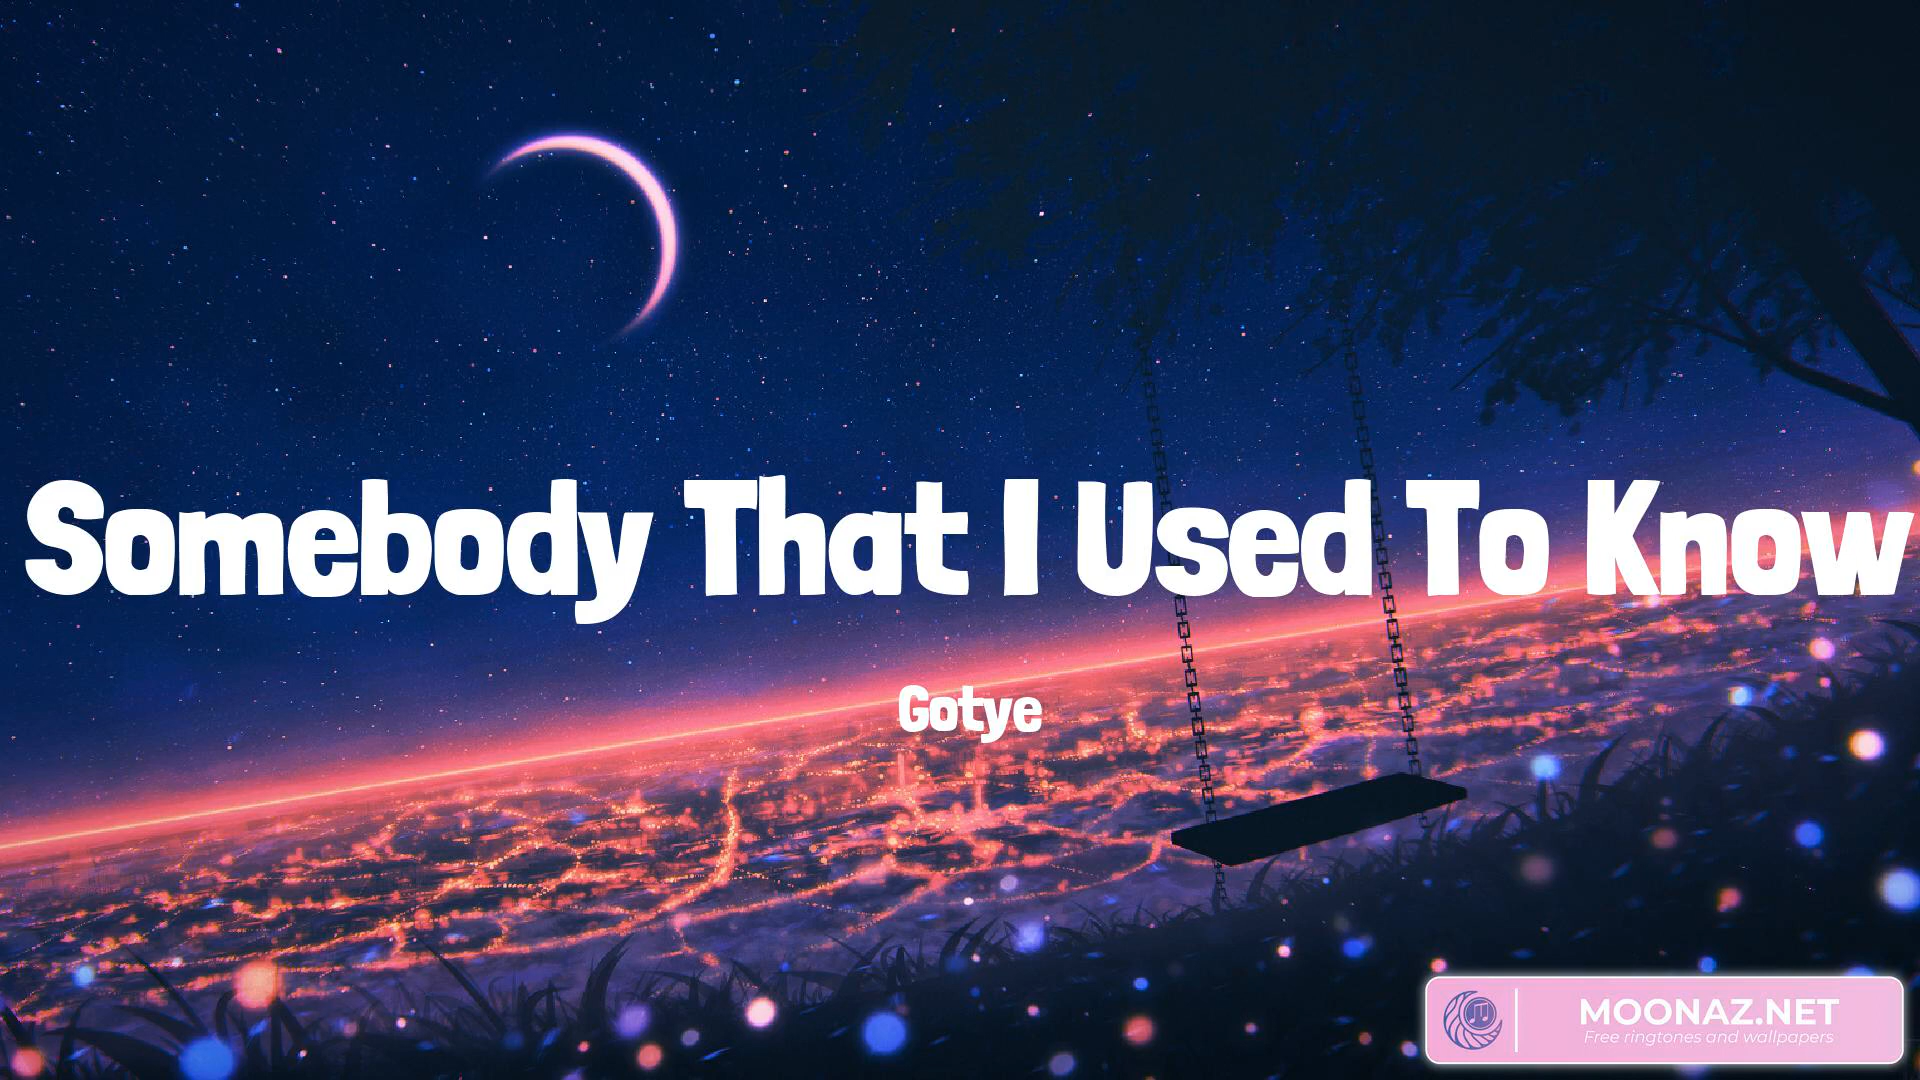 Somebody That I Used To Know
Gotye
MOONAZ.NET
Free ringtones and wallpapers